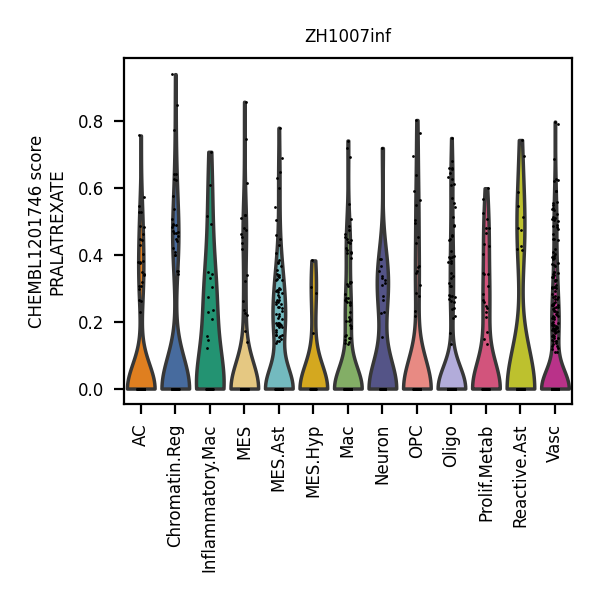 ZH1007inf
CHEMBL1201746 score
PRALATREXATE
0.8
0.6
0.4
0.2
0.0
AC
Chromatin.Reg
Inflammatory.Mac
MES
MES.Ast
MES.Hyp
Mac
Neuron
OPC
Oligo
Prolif.Metab
Reactive.Ast
Vasc